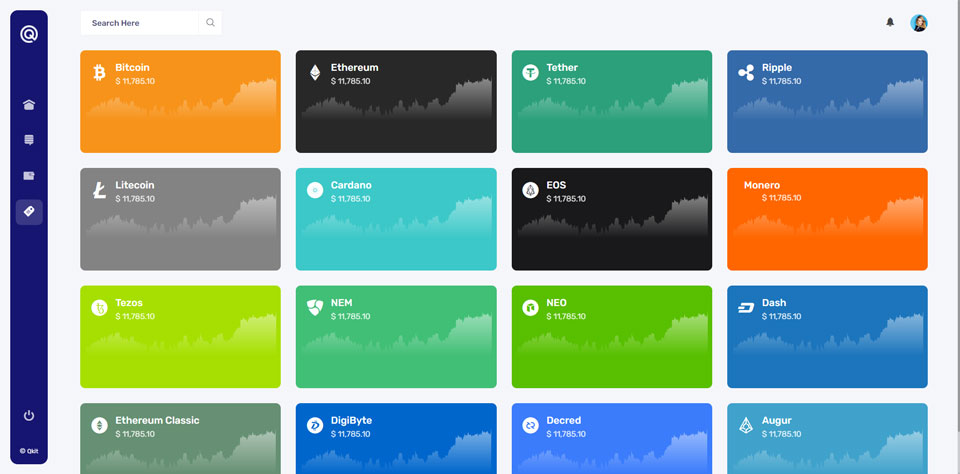 Search Here
Bitcoin
$ 11,785.10
Ethereum
$ 11,785.10
Tether
$ 11,785.10
Ripple
$ 11,785.10
Litecoin
$ 11,785.10
Cardano
$ 11,785.10
EOS
$ 11,785.10
Monero
$ 11,785.10
Tezos
$ 11,785.10
NEM
$ 11,785.10
NEO
$ 11,785.10
Dash
$ 11,785.10
Ethereum Classic
$ 11,785.10
DigiByte
$ 11,785.10
Decred
$ 11,785.10
Augur
$ 11,785.10
© Qkit